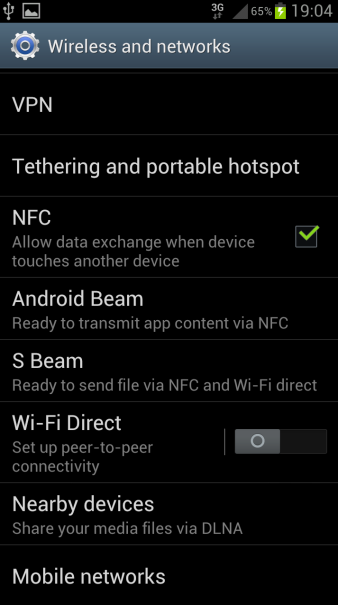 3G 65% 19:04
Wireless and networks
VPN
Tethering and portable hotspot
NFC
Allow data exchange when device
touches another device
Android Beam
Ready to transmit app content via NFC
S Beam
Ready to send file via NFC and Wi-Fi direct
Wi-Fi Direct
Set up peer-to-peer
connectivity
Nearby devices
Share your media files via DLNA
Mobile networks